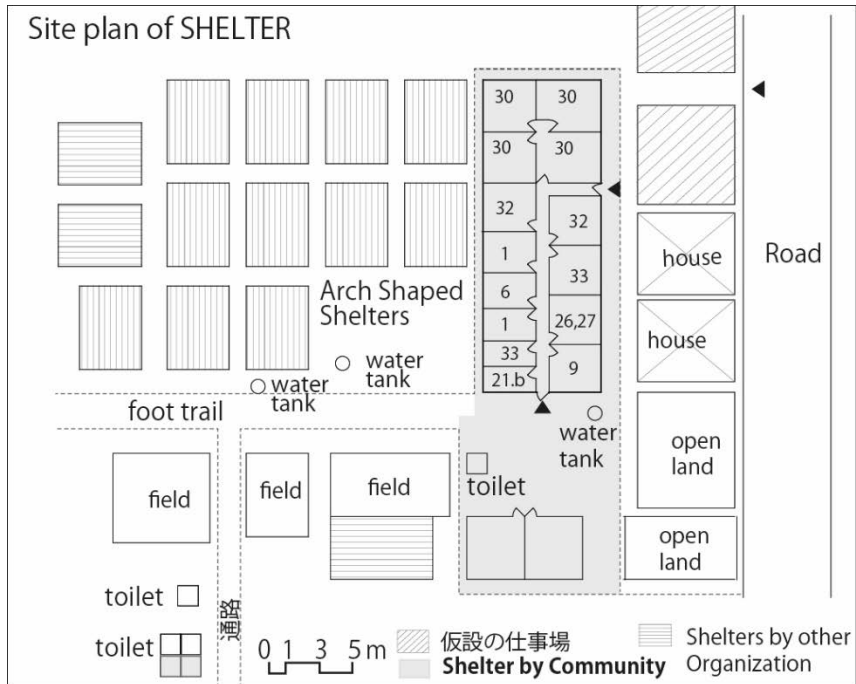 Site plan of SHELTER
30 30
30 30
32
32
1
33
6
1
26,27
33
9
21.b
house
house
Road
Arch Shaped
Shelters
water
tank
water
tank
foot trail
water
tank
open
land
field
field
field
toilet
open
land
toilet
toilet
通路
0 1 3 5 m
仮設の仕事場
Shelter by Community
Shelters by other
Organization